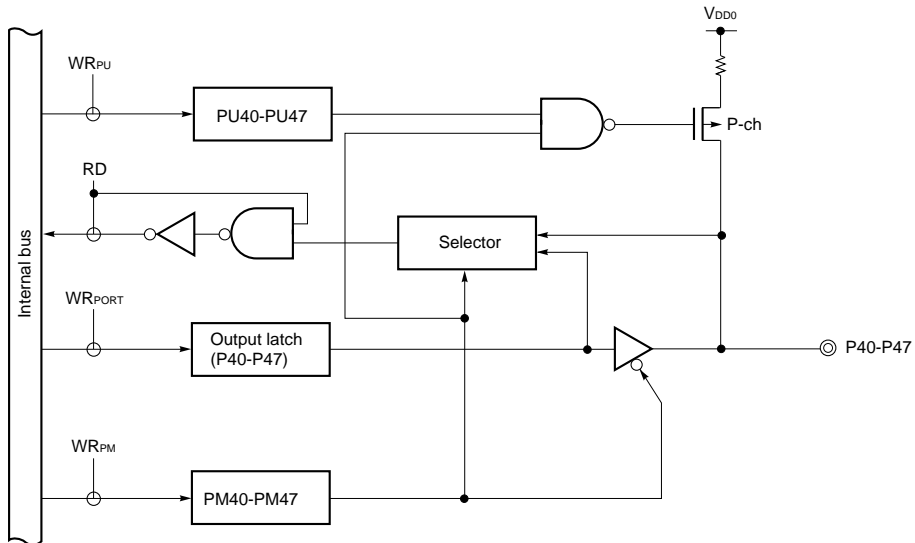 VDD0
WRPU
PU40-PU47
P-ch
RD
Selector
Internal bus
WRPORT
Output latch
(P40-P47)
P40-P47
WRPM
PM40-PM47